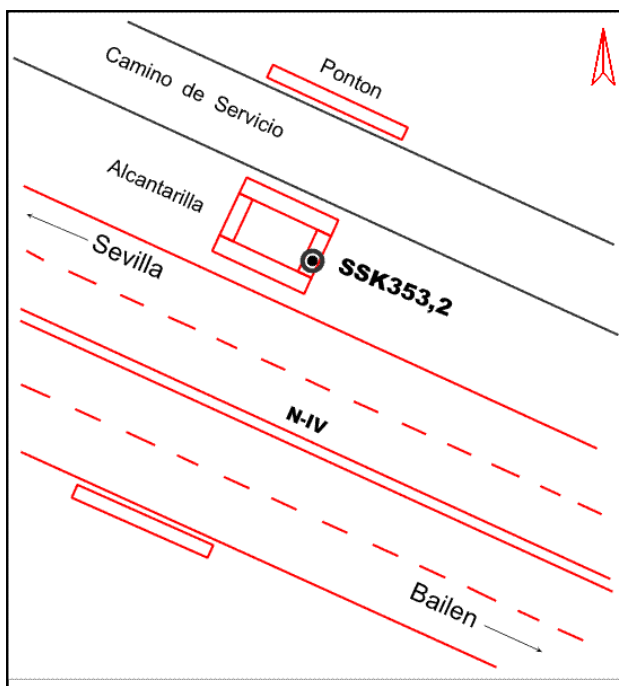 Ponton
Camino de Servicio
Alcantarilla
Sevilla
SSK353,2
N-IV
Bailen